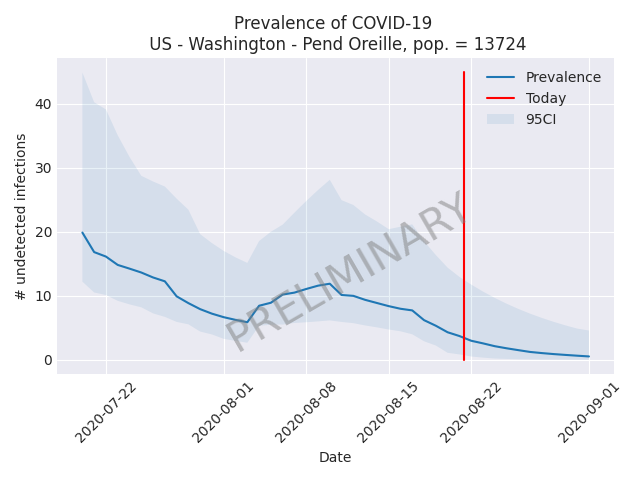 Prevalence of COVID-19
US - Washington - Pend Oreille, pop. = 13724
Prevalence
Today
95CI
# undetected infections
40
30
20
10
0
PRELIMINARY
2020-07-22
2020-08-01
2020-08-08
2020-08-15
2020-08-22
2020-09-01
Date